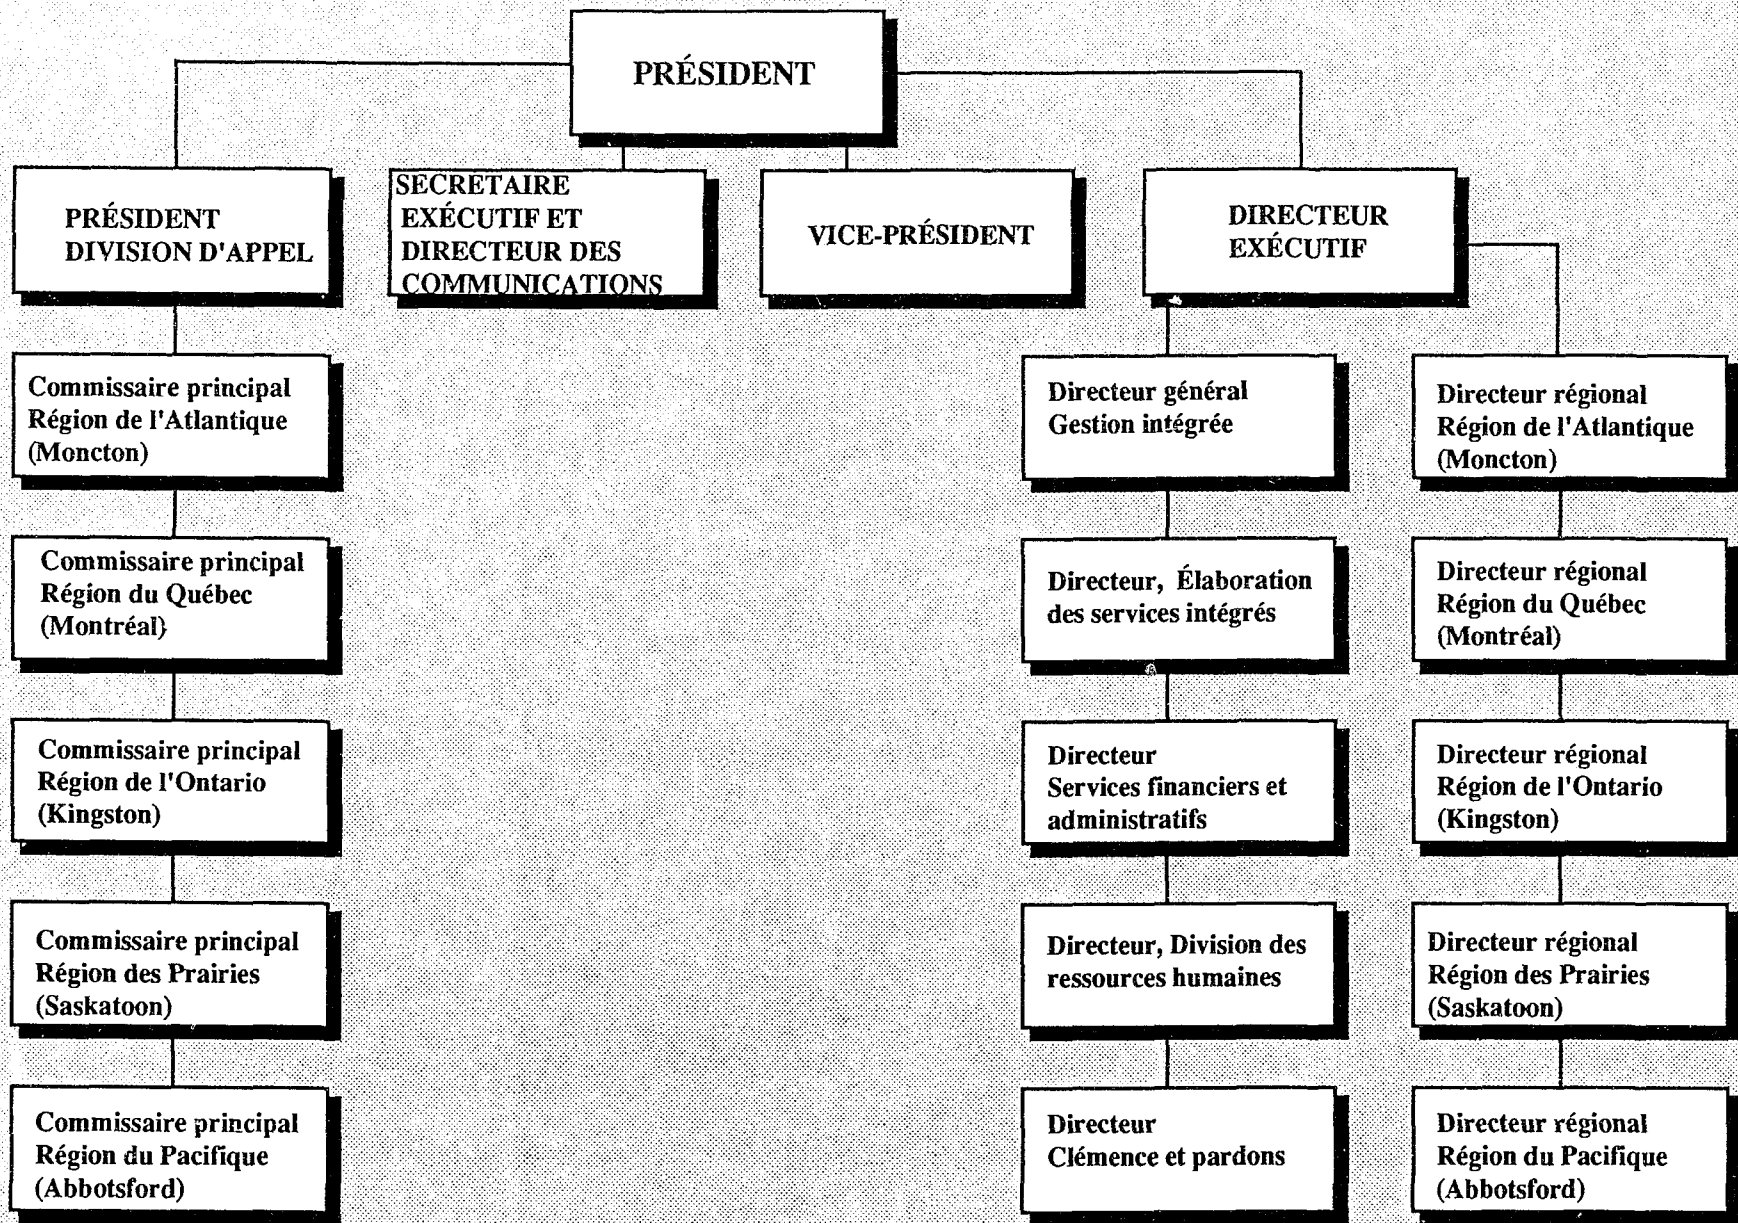 PRÉSIDENT
PRÉSIDENT
DIVISION D'APPEL
SECRETAIRE
EXÉCUTIF ET
DIRECTEUR DES
COMMUNICATIONS
VICE-PRÉSIDENT
DIRECTEUR
EXÉCUTIF
Commissaire principal
Région de l'Atlantique
(Moncton)
Commissaire principal
Région du Québec
(Montréal)
Commissaire principal
Région de l'Ontario
(Kingston)
Commissaire principal
Région des Prairies
(Saskatoon)
Commissaire principal
Région du Pacifique
(Abbotsford)
Directeur général
Gestion intégrée
Directeur, Élaboration
des services intégrés
Directeur
Services financiers et
administratifs
Directeur, Division des
ressources humaines
Directeur
Clémence et pardons
Directeur régional
Région de l'Atlantique
(Moncton)
Directeur régional
Région du Québec
(Montréal)
Directeur régional
Région de l'Ontario
(Kingston)
Directeur régional
Région des Prairies
(Saskatoon)
Directeur régional
Région du Pacifique
(Abbotsford)